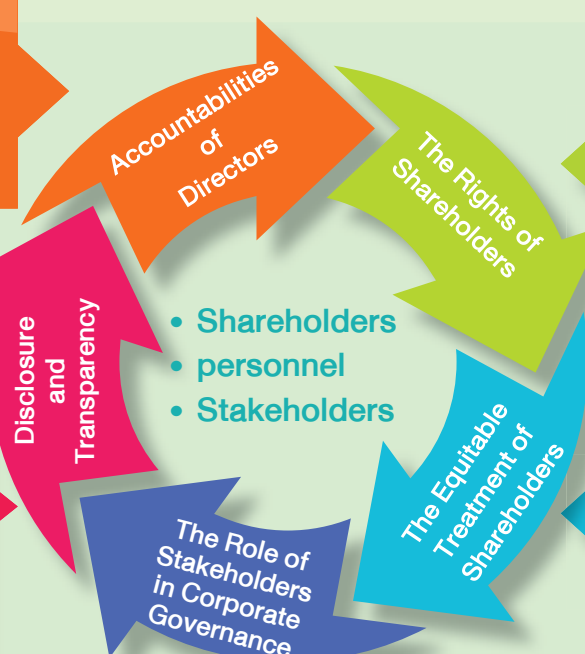 Accountabilities
of
Directors
The Rights of
Shareholders
• Shareholders
• personnel
• Stakeholders
The Equitable
Treatment of
Shareholders
The Role of
Stakeholders
in Corporate
Governance
Disclosure
and
Transparency